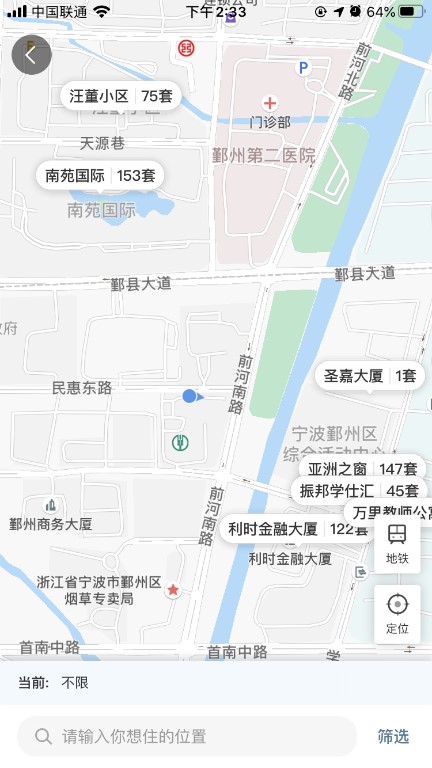 中国联通
下午2:33
64%
连锁公司
前河北路
P
汪董小区 75套
门诊部
天源巷
鄞州第二医院
南苑国际 153套
南苑国际
鄞县大道
鄞县大道
政府
前河南路
圣嘉大厦 1套
民惠东路
宁波鄞州区
综合活动中心
亚洲之窗 147套
振邦学仕汇 45套
万里教师公寓
前河南路
利时金融大厦 122套
鄞州商务大厦
利时金融大厦
地铁
浙江省宁波市鄞州区
烟草专卖局
定位
首南中路
首南中路
学
当前: 不限
请输入你想住的位置
筛选